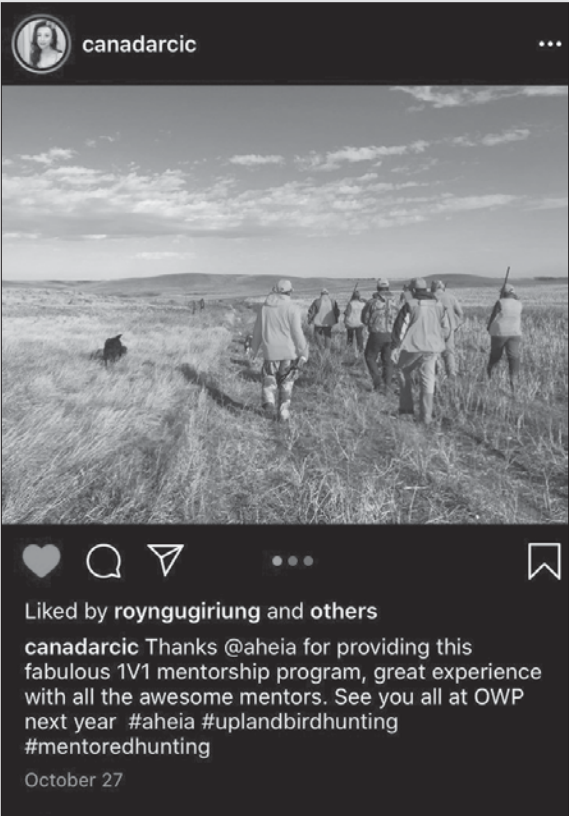 canadarcic
Liked by royngugiriung and others
canadarcic Thanks @aheia for providing this
fabulous 1V1 mentorship program, great experience
with all the awesome mentors. See you all at OWP
next year #aheia #uplandbirdhunting
#mentoredhunting
October 27